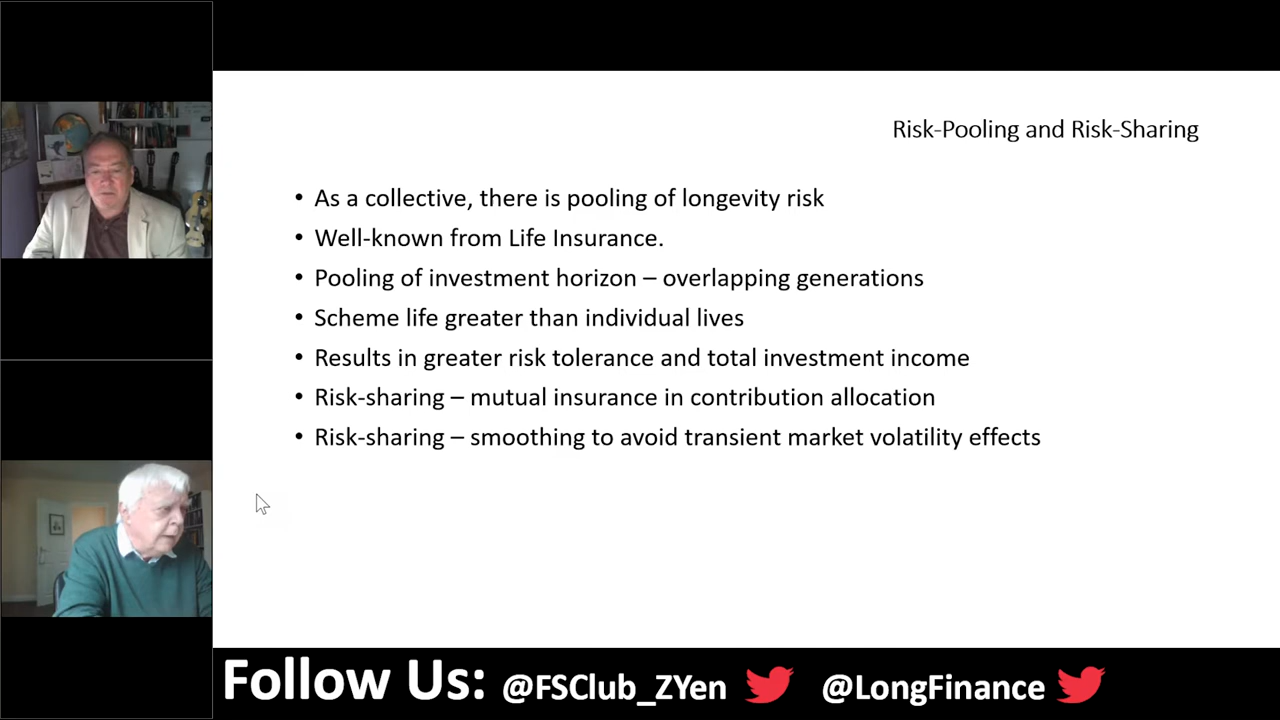 Risk-Pooling and Risk-Sharing
• As a collective, there is pooling of longevity risk
• Well-known from Life Insurance.
• Pooling of investment horizon – overlapping generations
• Scheme life greater than individual lives
• Results in greater risk tolerance and total investment income
• Risk-sharing – mutual insurance in contribution allocation
• Risk-sharing – smoothing to avoid transient market volatility effects
Follow Us: @FSClub_ZYen @LongFinance